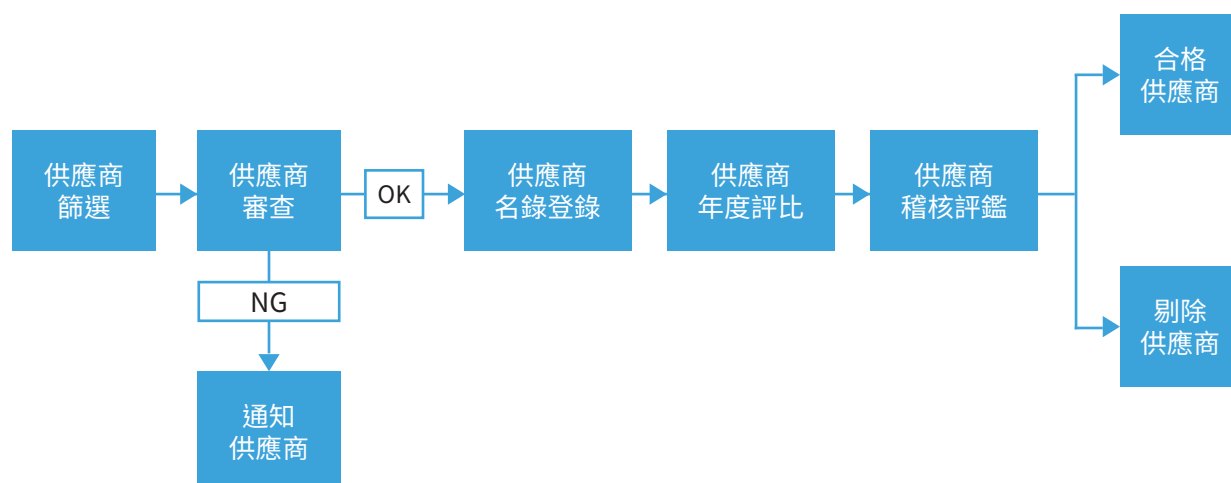 供應商
篩選
供應商
審查
OK
供應商
名錄登錄
供應商
年度評比
供應商
稽核評鑑
合格
供應商
剔除
供應商
NG
通知
供應商